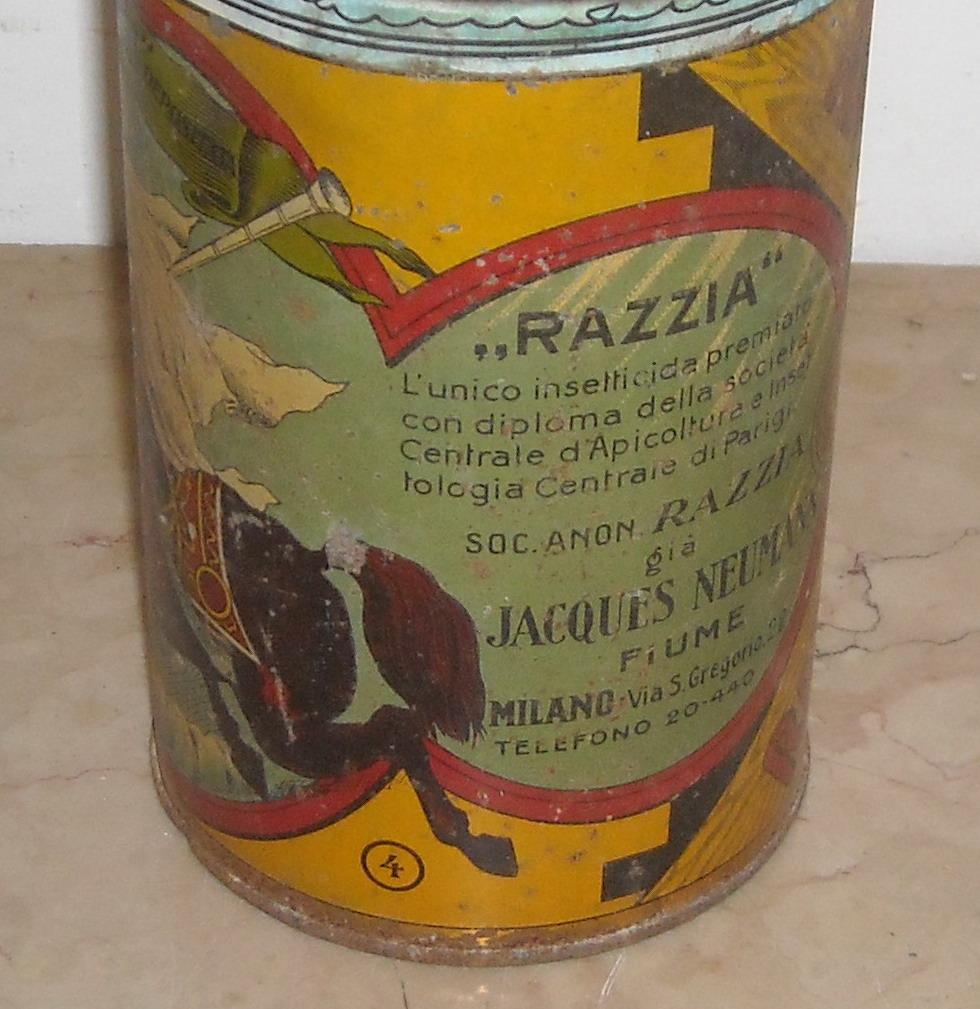 „RAZZIA“
L'unico insetticida premiato
con diploma della società
Centrale d'Apicoltura e Inset
tologia Centrale di Parigi.
SOC. ANON. RAZZIA
già
JACQUES NEUMANN
FIUME
MILANO Via S. Gregorio.
TELEFONO 20-440
4